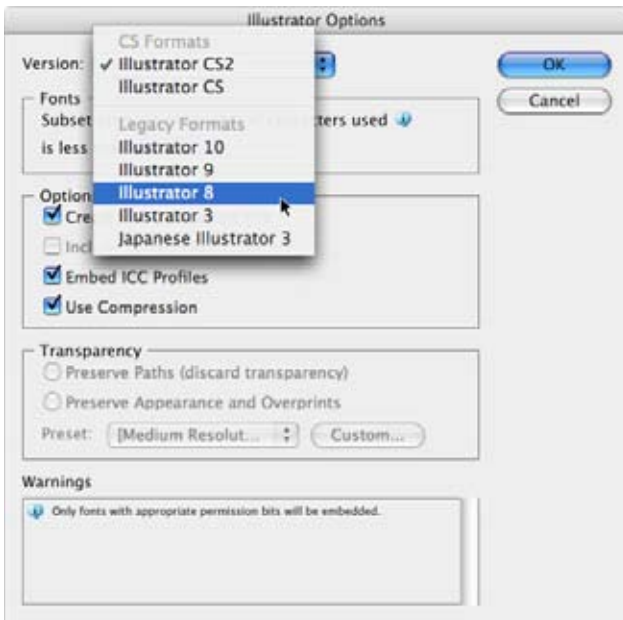 Illustrator Options
CS Formats
Version: ✓ Illustrator CS2
Illustrator CS
OK
Cancel
Fonts
Legacy Formats
Illustrator 10
Illustrator 9
Illustrator 8
Illustrator 3
Japanese Illustrator 3
Subset
used
is less
Embed ICC Profiles
Use Compression
Transparency
Preserve Paths (discard transparency)
Preserve Appearance and Overprints
Preset: [Medium Resolut... Custom...
Warnings
Only fonts with appropriate permission bits will be embedded.